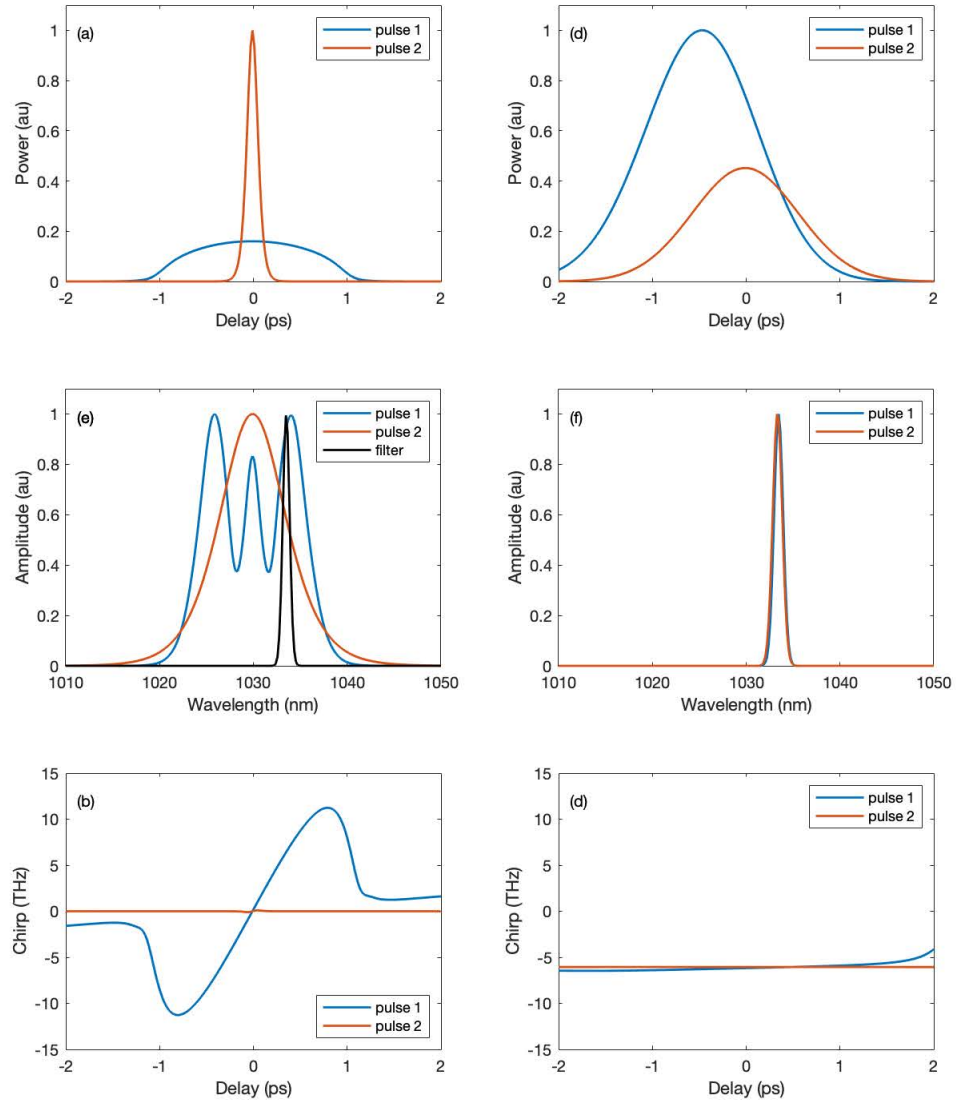 (a)
pulse 1
pulse 2
Power (au)
1
0.8
0.6
0.4
0.2
0
-2
-1
0
1
2
Delay (ps)
(d)
pulse 1
pulse 2
Power (au)
1
0.8
0.6
0.4
0.2
0
-2
-1
0
1
2
Delay (ps)
(e)
pulse 1
pulse 2
filter
Amplitude (au)
1
0.8
0.6
0.4
0.2
0
1010
1020
1030
1040
1050
Wavelength (nm)
(f)
pulse 1
pulse 2
Amplitude (au)
1
0.8
0.6
0.4
0.2
0
1010
1020
1030
1040
1050
Wavelength (nm)
(b)
Chirp (THz)
15
10
5
0
-5
-10
-15
pulse 1
pulse 2
-2
-1
0
1
2
Delay (ps)
(d)
pulse 1
pulse 2
Chirp (THz)
15
10
5
0
-5
-10
-15
-2
-1
0
1
2
Delay (ps)